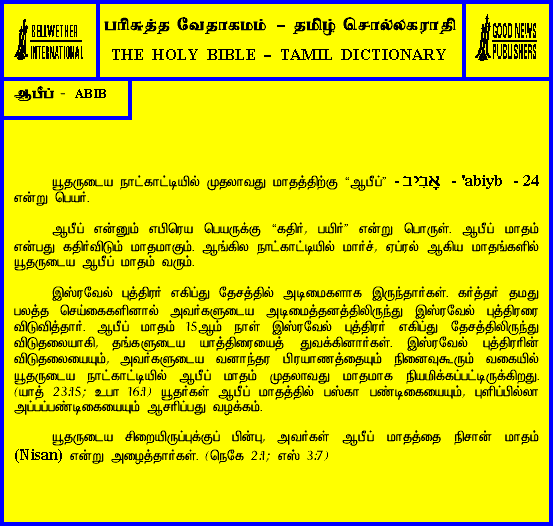 BELLWETHER
INTERNATIONAL
பரிசுத்த வேதாகமம் – தமிழ் சொல்லகராதி
THE HOLY BIBLE – TAMIL DICTIONARY
GOOD NEWS
PUBLISHERS
ஆபீப் - ABIB
யூதருடைய நாட்காட்டியில் முதலாவது மாதத்திற்கு “ஆபீப்” - אָבִיב - 'abiyb - 24
என்று பெயர்.
ஆபீப் என்னும் எபிரெய பெயருக்கு “கதிர், பயிர்” என்று பொருள். ஆபீப் மாதம்
என்பது கதிர்விடும் மாதமாகும். ஆங்கில நாட்காட்டியில் மார்ச், ஏப்ரல் ஆகிய மாதங்களில்
யூதருடைய ஆபீப் மாதம் வரும்.
இஸ்ரவேல் புத்திரர் எகிப்து தேசத்தில் அடிமைகளாக இருந்தார்கள். கர்த்தர் தமது
பலத்த செய்கைகளினால் அவர்களுடைய அடிமைத்தனத்திலிருந்து இஸ்ரவேல் புத்திரரை
விடுவித்தார். ஆபீப் மாதம் 15ஆம் நாள் இஸ்ரவேல் புத்திரர் எகிப்து தேசத்திலிருந்து
விடுதலையாகி, தங்களுடைய யாத்திரையைத் துவக்கினார்கள். இஸ்ரவேல் புத்திரரின்
விடுதலையையும், அவர்களுடைய வனாந்தர பிரயாணத்தையும் நினைவுகூரும் வகையில்
யூதருடைய நாட்காட்டியில் ஆபீப் மாதம் முதலாவது மாதமாக நியமிக்கப்பட்டிருக்கிறது.
(யாத் 23:15; உபா 16:1) யூதர்கள் ஆபீப் மாதத்தில் பஸ்கா பண்டிகையையும், புளிப்பில்லா
அப்பப்பண்டிகையையும் ஆசரிப்பது வழக்கம்.
யூதருடைய சிறையிருப்புக்குப் பின்பு, அவர்கள் ஆபீப் மாதத்தை நிசான் மாதம்
(Nisan) என்று அழைத்தார்கள். (நெகே 2:1; எஸ் 3:7)